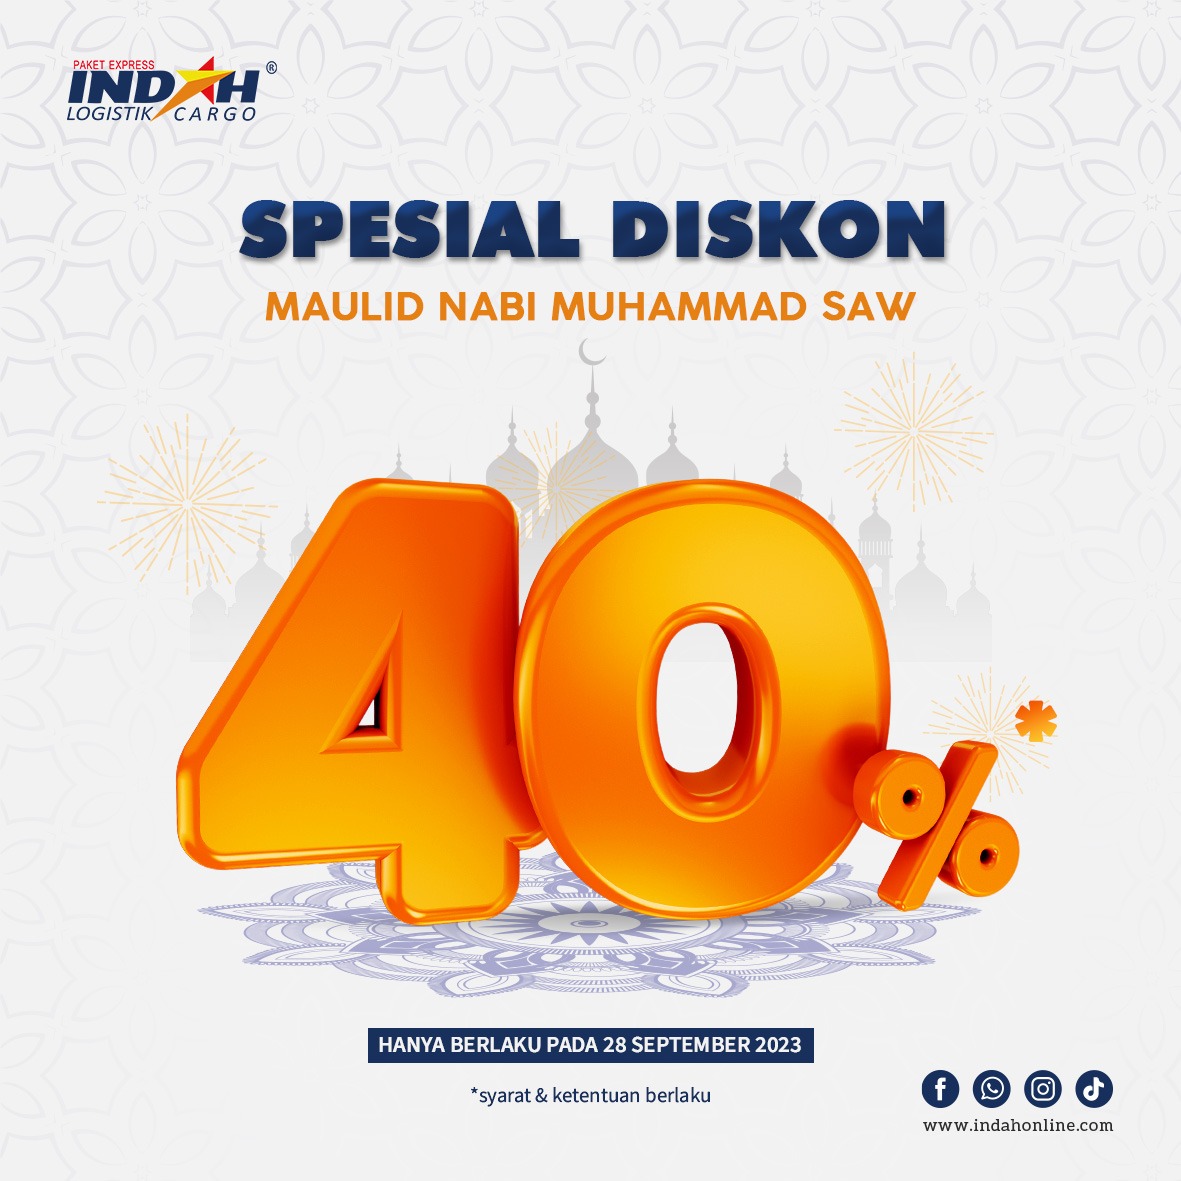 PAKET EXPRESS
INDAH ®
LOGISTIK CARGO
SPESIAL DISKON
MAULID NABI MUHAMMAD SAW
40%*
HANYA BERLAKU PADA 28 SEPTEMBER 2023
*syarat & ketentuan berlaku
www.indahonline.com